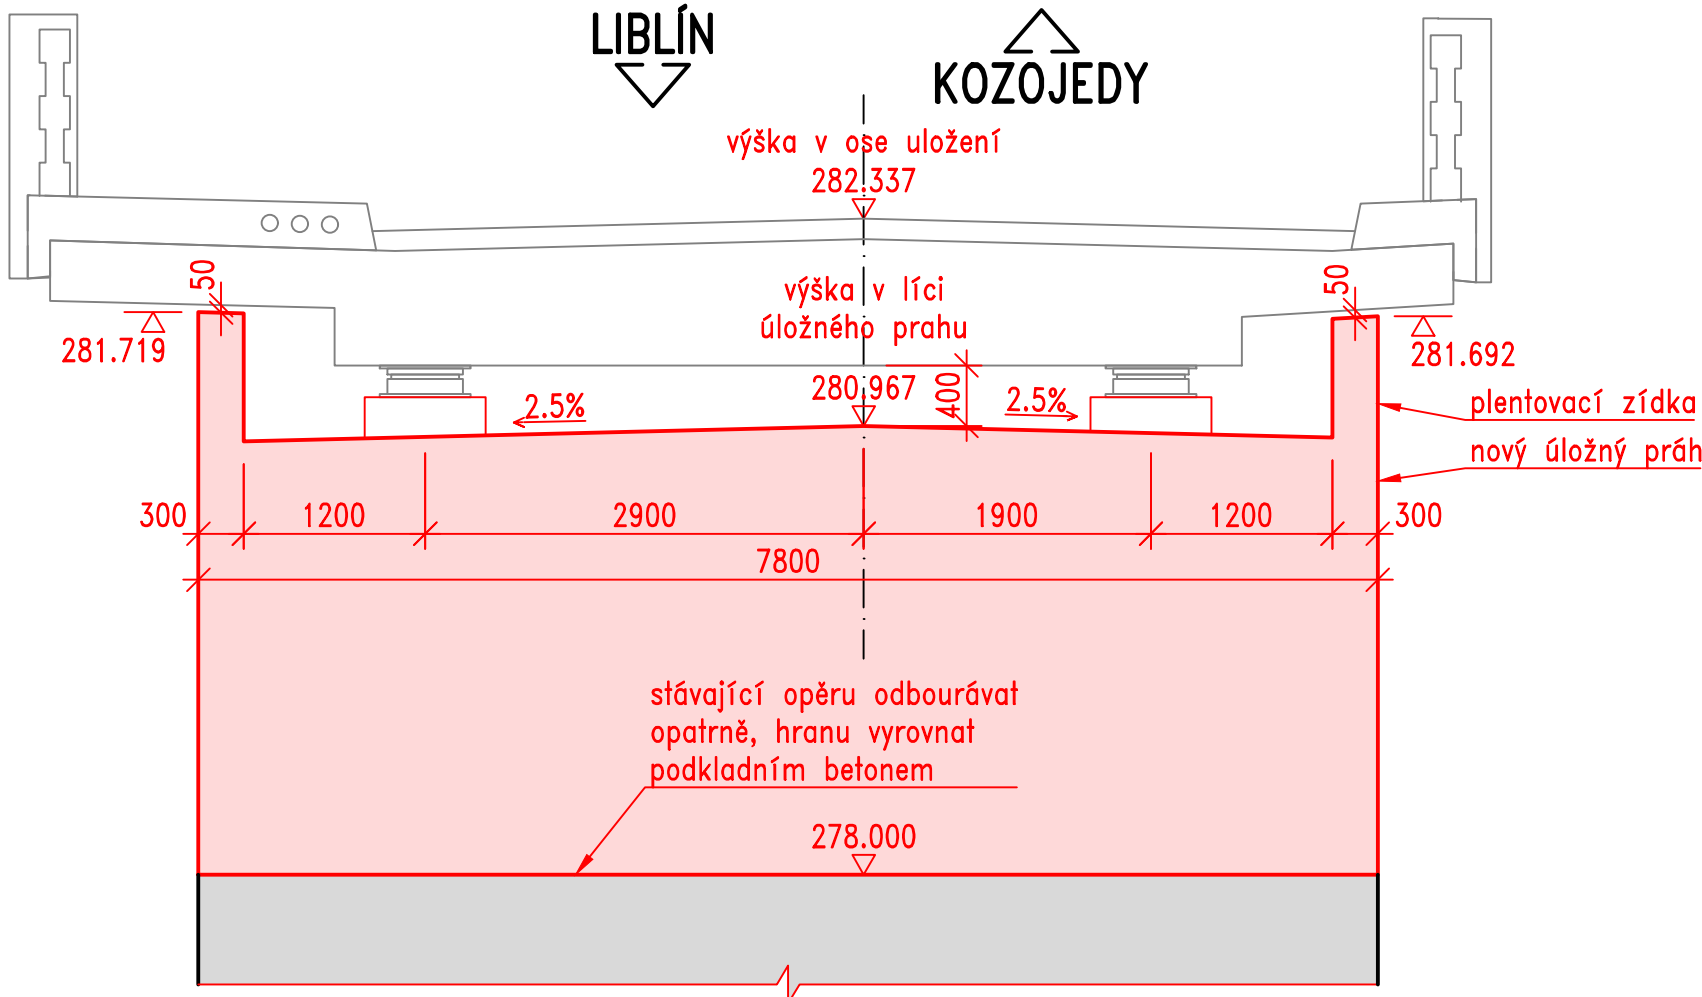 LIBLÍN
KOZOJEDY
výška v ose uložení
282.337
50
50
výška v líci
úložného prahu
281.719
281.692
280.967
400
2.5%
2.5%
plentovací zídka
nový úložný práh
300
1200
2900
1900
1200
300
7800
stávající opěru odbourávat
opatrně, hranu vyrovnat
podkladním betonem
278.000